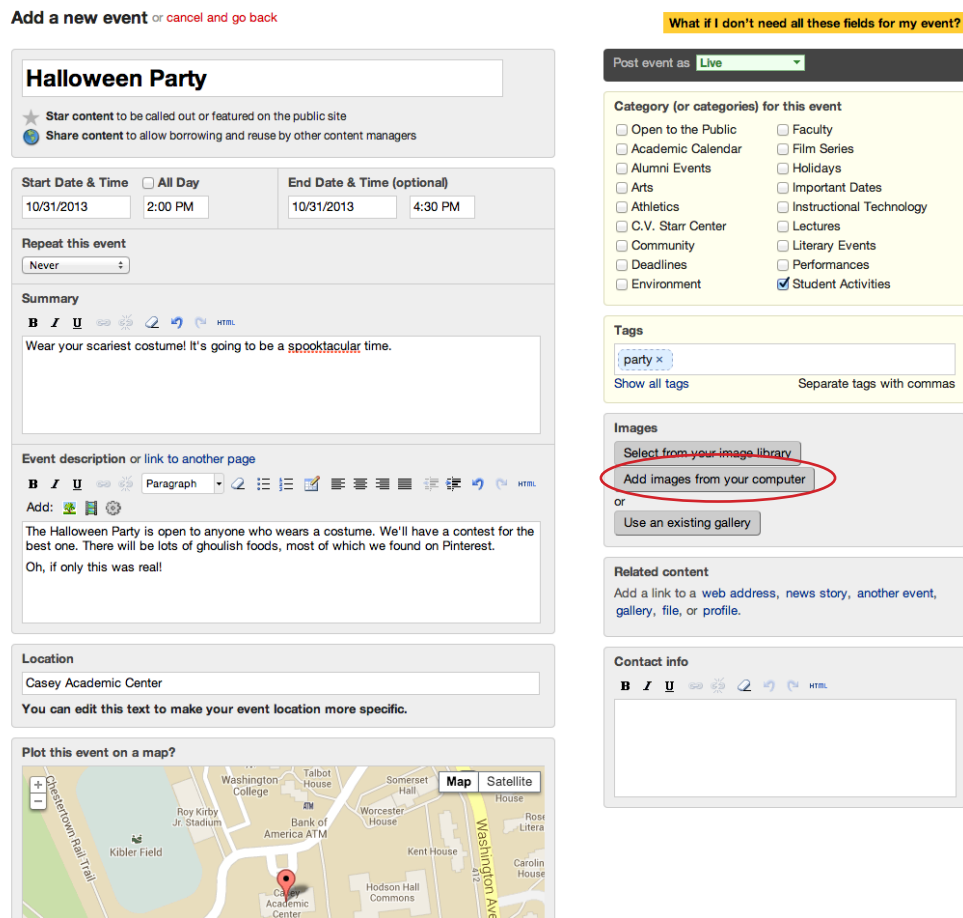 Add a new event or cancel and go back
What if I don't need all these fields for my event?
Halloween Party
Star content to be called out or featured on the public site
Share content to allow borrowing and reuse by other content managers
Start Date & Time All Day
10/31/2013 2:00 PM
End Date & Time (optional)
10/31/2013 4:30 PM
Repeat this event
Never
Summary
B I U HTML
Wear your scariest costume! It's going to be a spooktacular time.
Event description or link to another page
B I U Paragraph HTML
Add:
The Halloween Party is open to anyone who wears a costume. We'll have a contest for the
best one. There will be lots of ghoulish foods, most of which we found on Pinterest.
Oh, if only this was real!
Location
Casey Academic Center
You can edit this text to make your event location more specific.
Plot this event on a map?
+
−
Map Satellite
Chestertown Rail Trail
Washington
College
Talbot
House
Somerset
Hall
House
ATM
Roy Kirby
Jr. Stadium
Bank of
America ATM
Worcester
House
Rose
Litera
Kibler Field
Kent House
Washington Ave
412
Carolin
House
Casey
Academic
Center
Hodson Hall
Commons
Post event as Live
Category (or categories) for this event
Open to the Public
Academic Calendar
Alumni Events
Arts
Athletics
C.V. Starr Center
Community
Deadlines
Environment
Faculty
Film Series
Holidays
Important Dates
Instructional Technology
Lectures
Literary Events
Performances
Student Activities
Tags
party ×
Show all tags Separate tags with commas
Images
Select from your image library
Add images from your computer
or
Use an existing gallery
Related content
Add a link to a web address, news story, another event,
gallery, file, or profile.
Contact info
B I U HTML